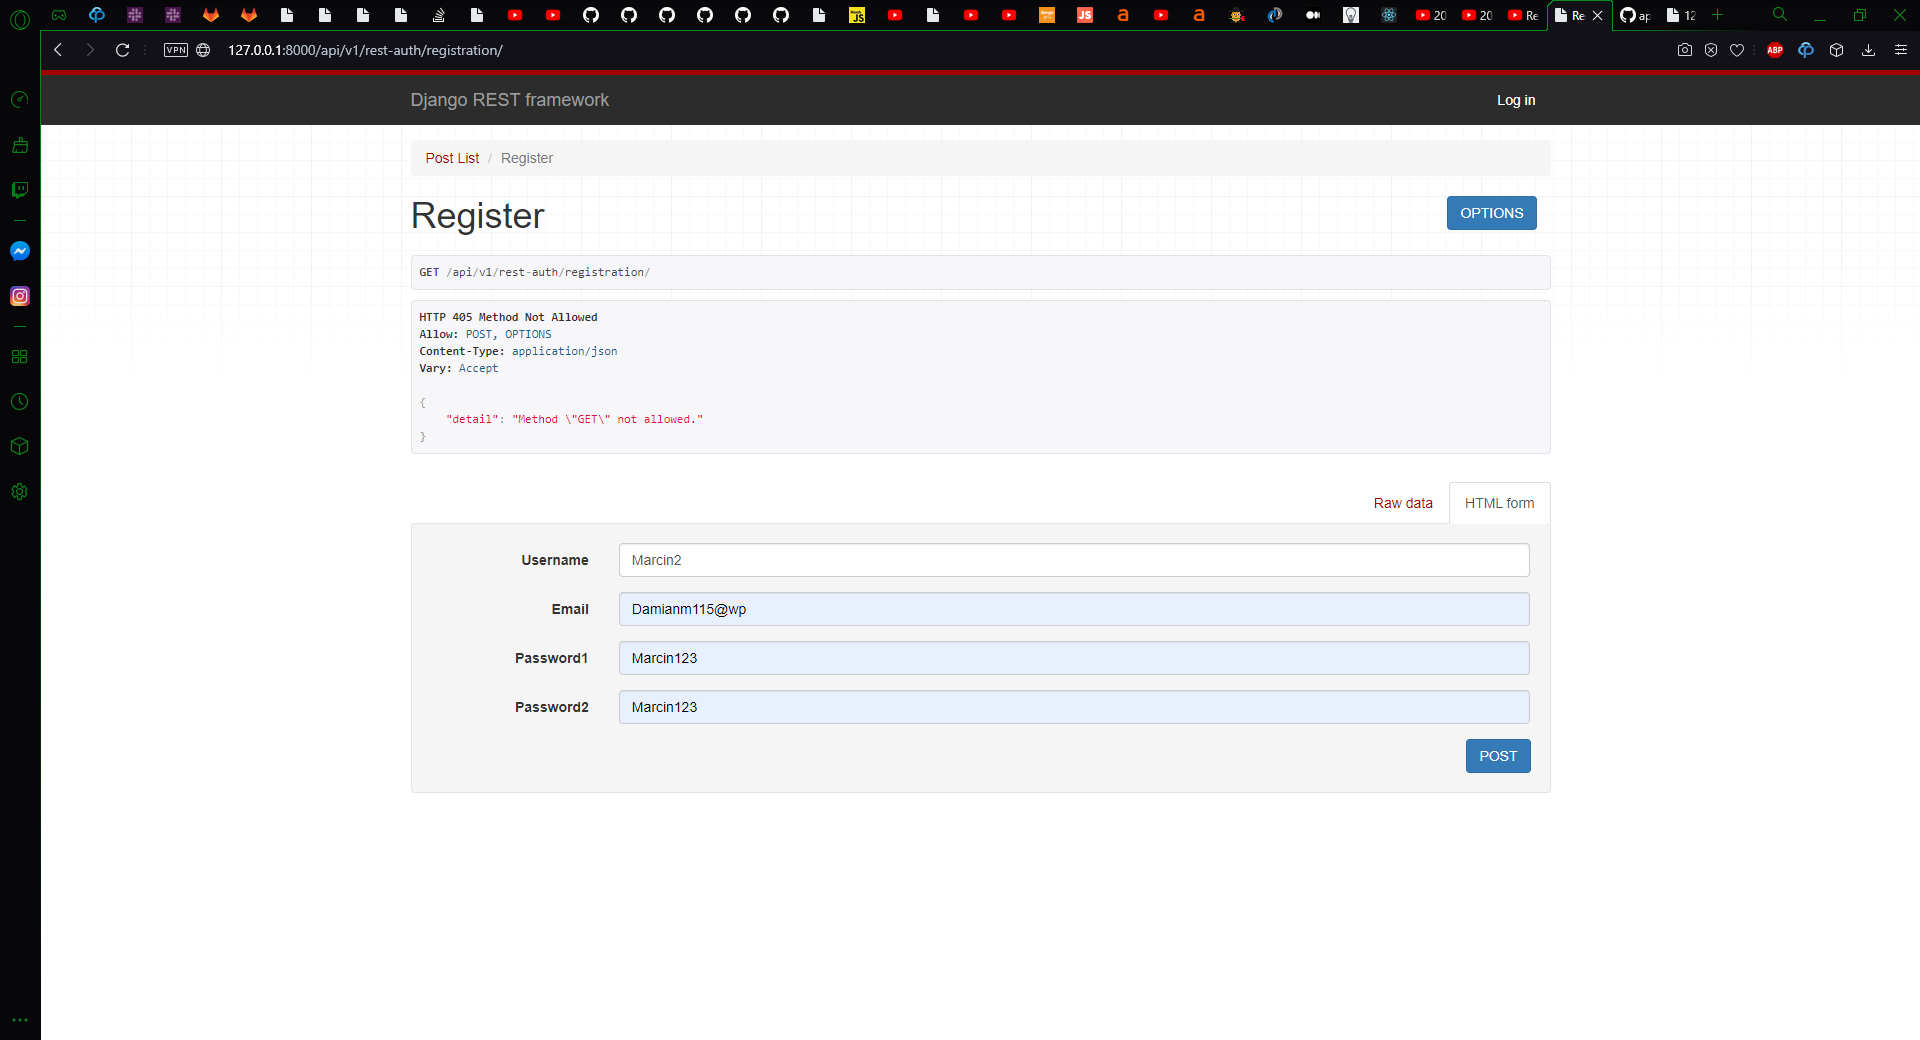 JS
20
20
Re
Re
ap
12
VPN
127.0.0.1:8000/api/v1/rest-auth/registration/
ABP
Django REST framework
Log in
Post List / Register
Register
OPTIONS
GET /api/v1/rest-auth/registration/
HTTP 405 Method Not Allowed
Allow: POST, OPTIONS
Content-Type: application/json
Vary: Accept
{
"detail": "Method \"GET\" not allowed."
}
Raw data
HTML form
Username
Marcin2
Email
Damianm115@wp
Password1
Marcin123
Password2
Marcin123
POST